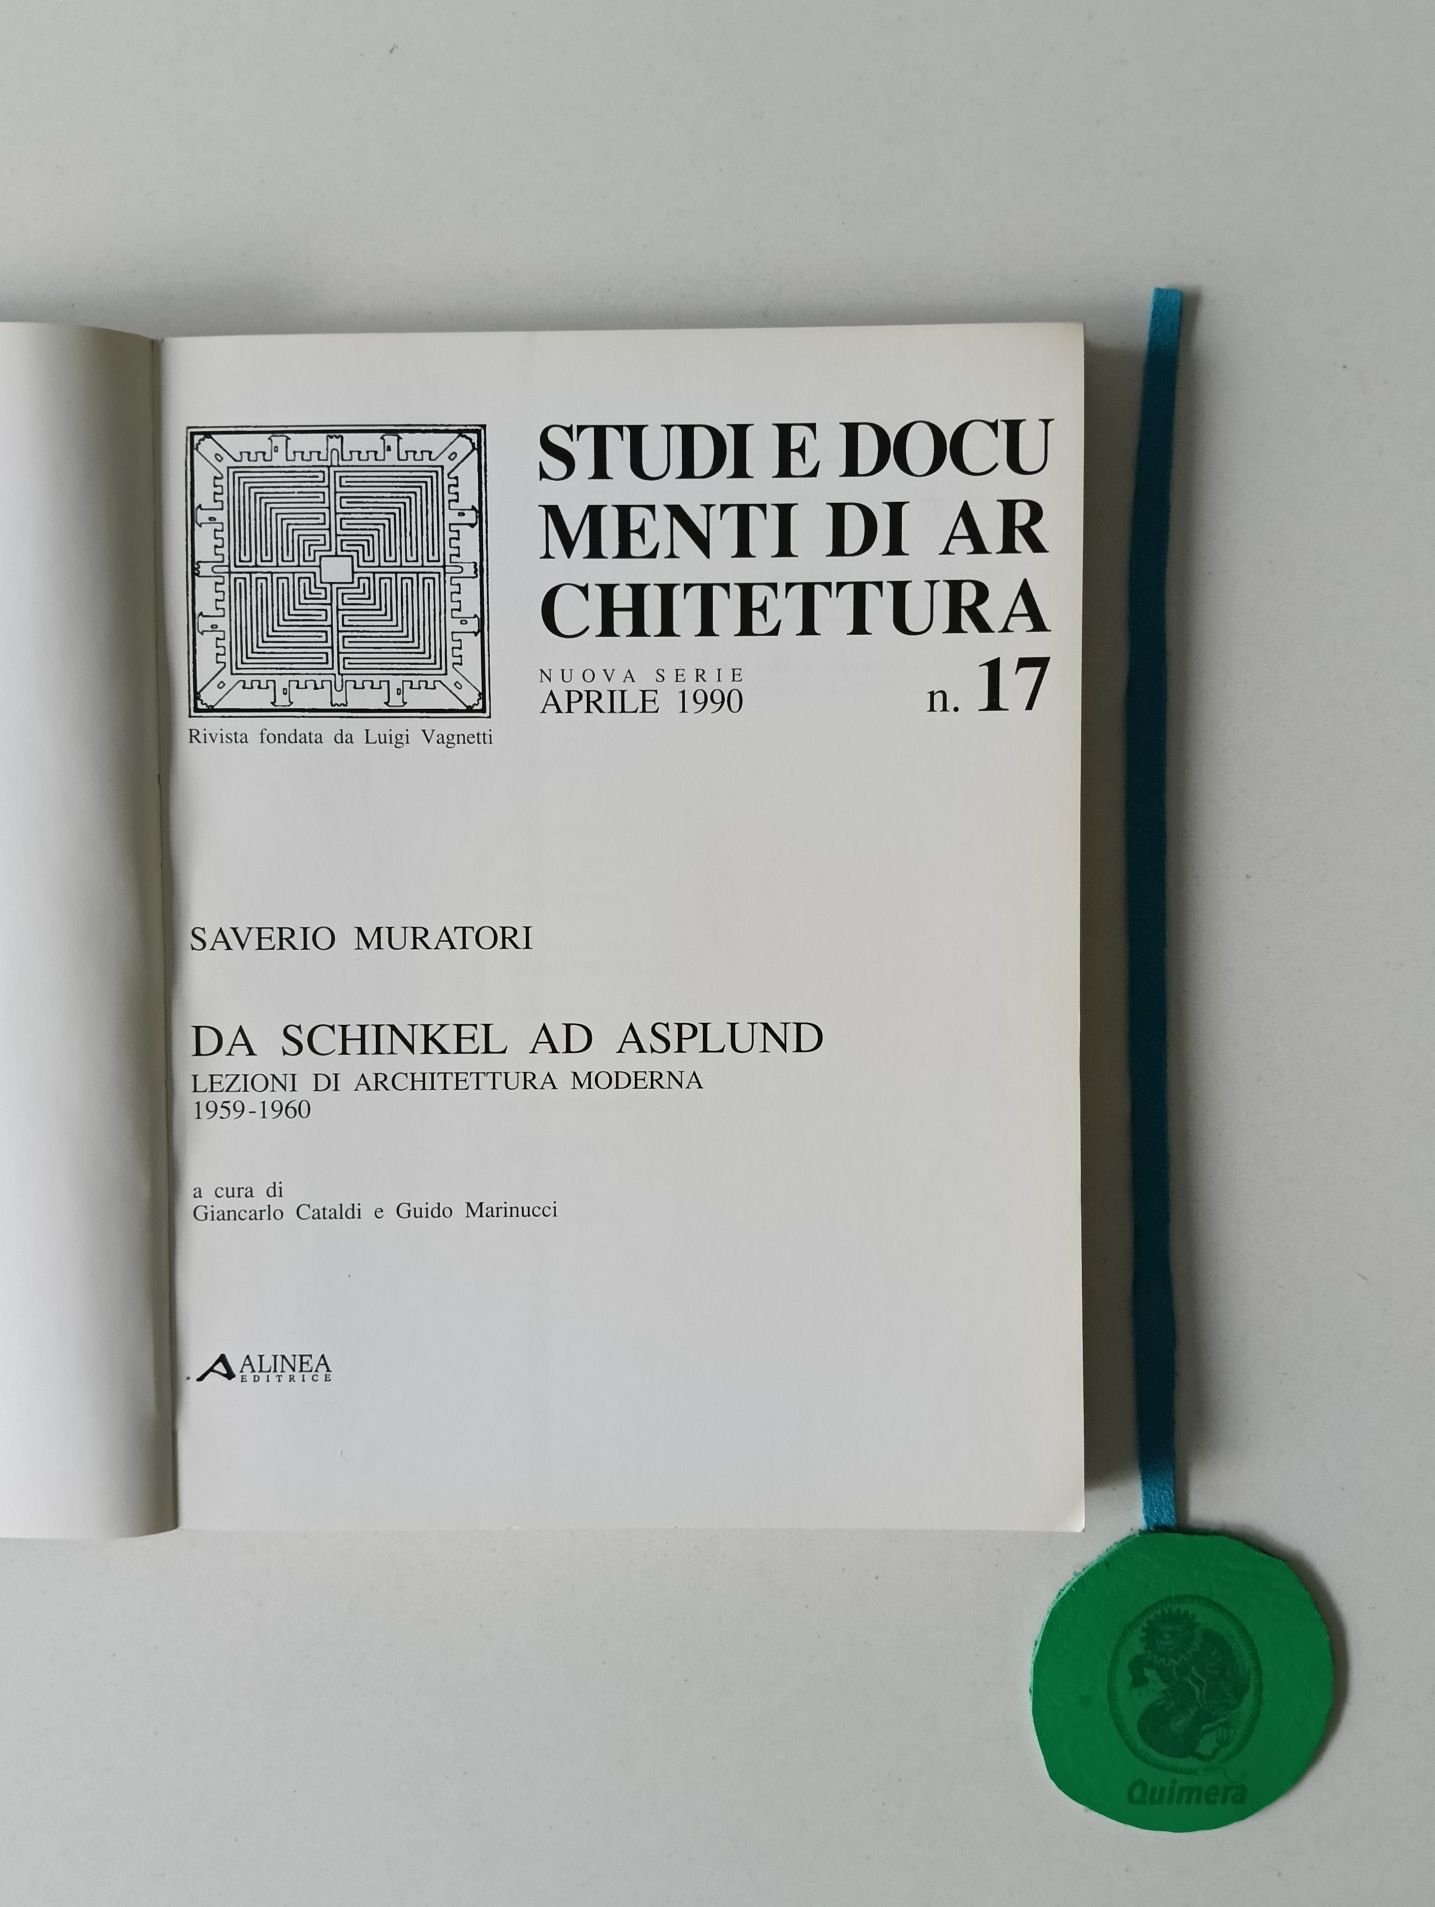 STUDI E DOCU
MENTI DI AR
CHITETTURA
NUOVA SERIE
APRILE 1990
n. 17
Rivista fondata da Luigi Vagnetti
SAVERIO MURATORI
DA SCHINKEL AD ASPLUND
LEZIONI DI ARCHITETTURA MODERNA
1959-1960
a cura di
Giancarlo Cataldi e Guido Marinucci
ALINEA
EDITRICE
Quimera